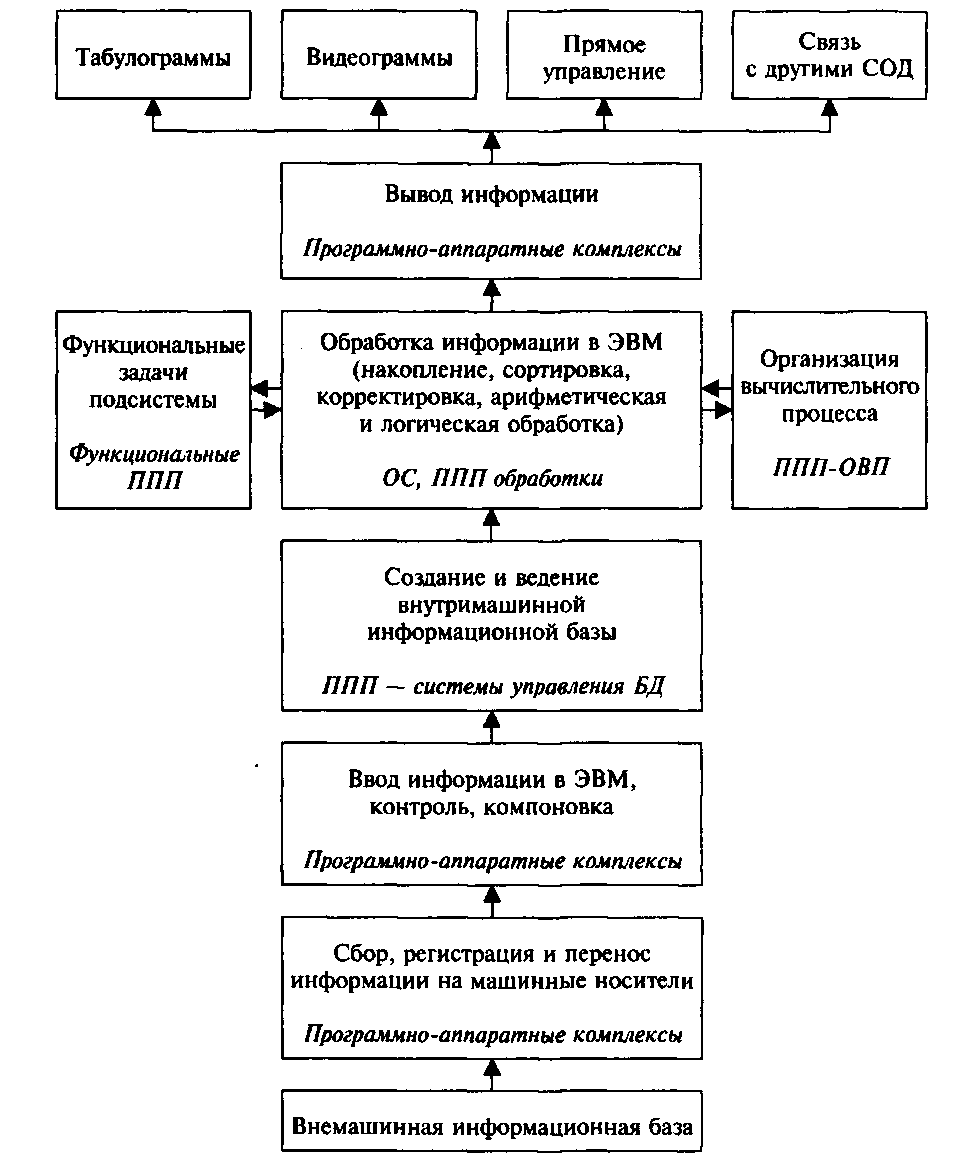 Табулограммы
Видеограммы
Прямое
управление
Связь
с другими СОД
Вывод информации
Программно-аппаратные комплексы
Функциональные
задачи
подсистемы
Функциональные
ППП
Обработка информации в ЭВМ
(накопление, сортировка,
корректировка, арифметическая
и логическая обработка)
ОС, ППП обработки
Организация
вычислительного
процесса
ППП-ОВП
Создание и ведение
внутримашинной
информационной базы
ППП — системы управления БД
Ввод информации в ЭВМ,
контроль, компоновка
Программно-аппаратные комплексы
Сбор, регистрация и перенос
информации на машинные носители
Программно-аппаратные комплексы
Внемашинная информационная база